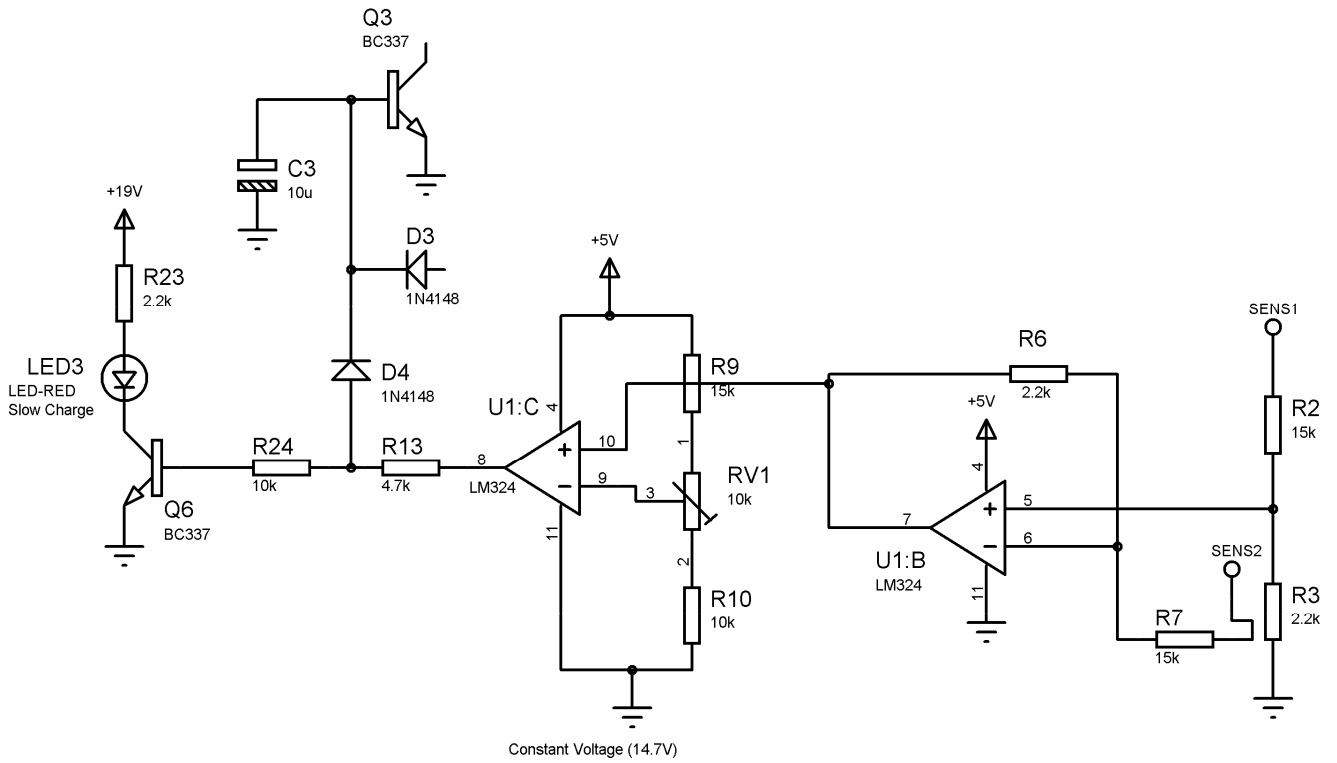 Q3
BC337
C3
10u
+19V
R23
2.2k
LED3
LED-RED
Slow Charge
D3
1N4148
D4
1N4148
R24
10k
R13
4.7k
Q6
BC337
+5V
U1:C
LM324
4
8
10
9
11
+
−
R9
15k
1
3
RV1
10k
2
R10
10k
Constant Voltage (14.7V)
R6
2.2k
+5V
4
7
5
6
11
+
−
U1:B
LM324
SENS1
R2
15k
SENS2
R7
15k
R3
2.2k